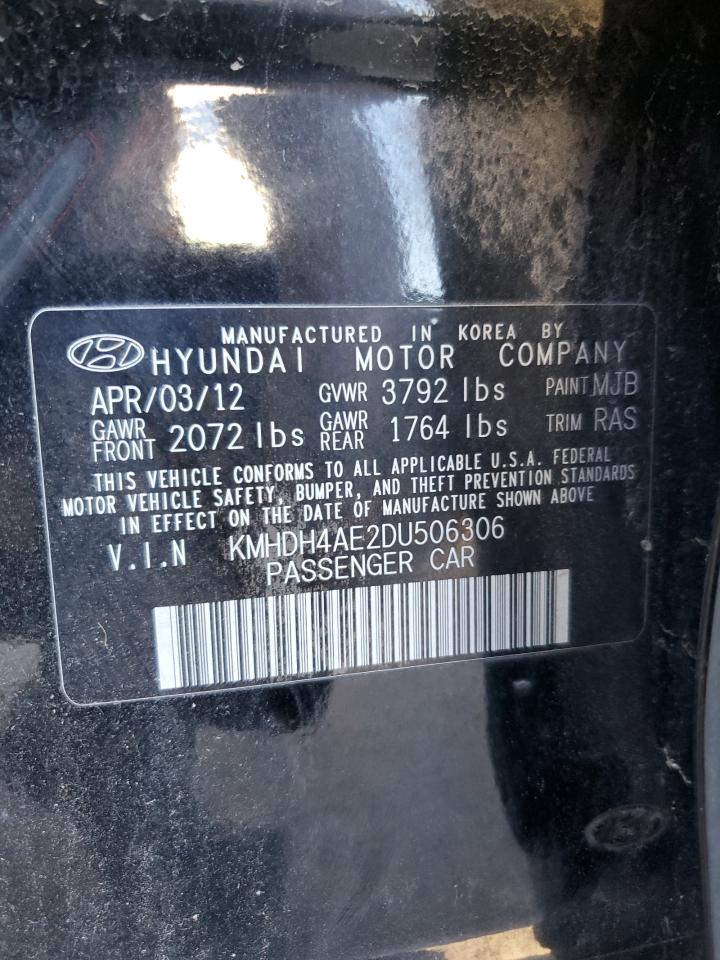 MANUFACTURED IN KOREA BY
HYUNDAI MOTOR COMPANY
APR/03/12 GVWR 3792 lbs PAINT MJB
GAWR FRONT 2072 lbs GAWR REAR 1764 lbs TRIM RAS
THIS VEHICLE CONFORMS TO ALL APPLICABLE U.S.A. FEDERAL
MOTOR VEHICLE SAFETY, BUMPER, AND THEFT PREVENTION STANDARDS
IN EFFECT ON THE DATE OF MANUFACTURE SHOWN ABOVE
V.I.N KMHDH4AE2DU506306
PASSENGER CAR